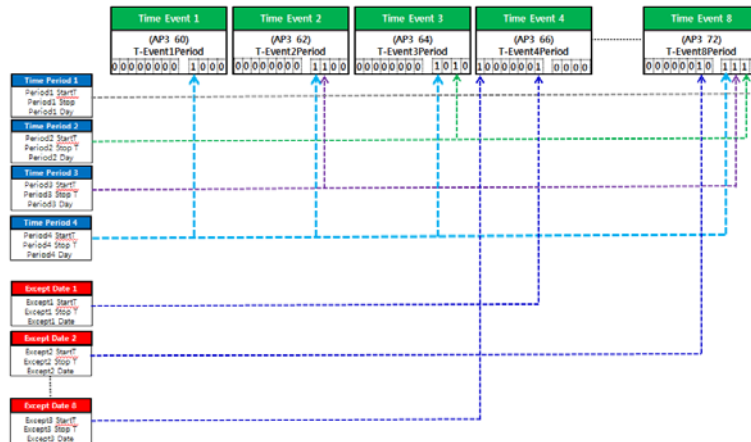 Time Event 1
(AP3 60)
T-Event1Period
00000000 1000
Time Event 2
(AP3 62)
T-Event2Period
00000000 1100
Time Event 3
(AP3 64)
T-Event3Period
00000000 1010
Time Event 4
(AP3 66)
T-Event4Period
10000001 0000
Time Event 8
(AP3 72)
T-Event8Period
00000010 111
Time Period 1
Period1 StartT
Period1 Stop
Period1 Day
Time Period 2
Period2 StartT
Period2 Stop T
Period2 Day
Time Period 3
Period3 StartT
Period3 Stop T
Period3 Day
Time Period 4
Period4 StartT
Period4 Stop T
Period4 Day
Except Date 1
Except1 StartT
Except1 Stop T
Except1 Date
Except Date 2
Except2 StartT
Except2 Stop T
Except2 Date
Except Date 8
Except3 StartT
Except3 Stop T
Except3 Date